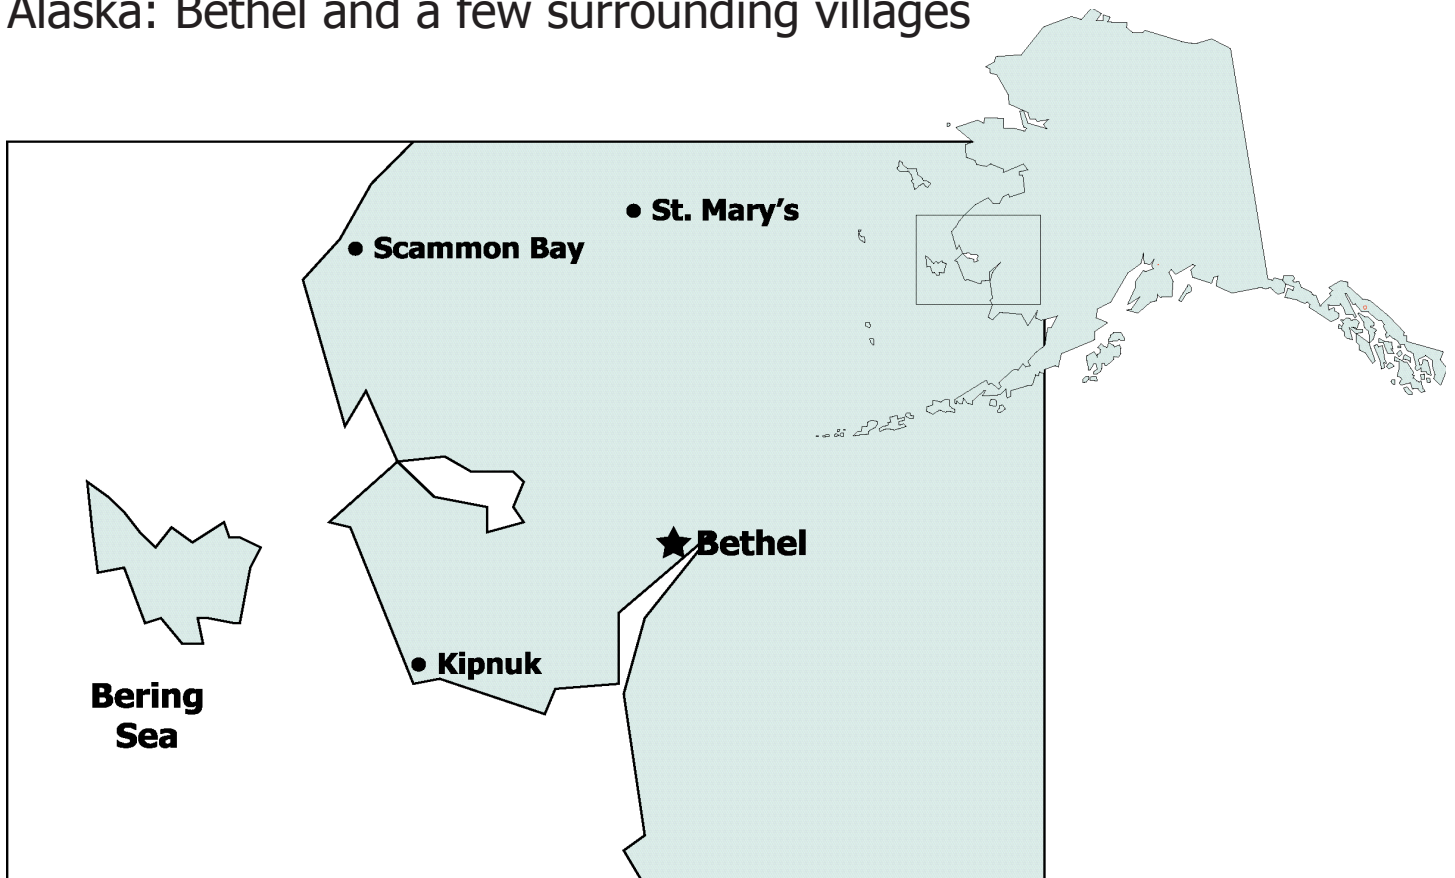 Alaska: Bethel and a few surrounding villages
St. Mary’s
Scammon Bay
Bethel
Kipnuk
Bering
Sea